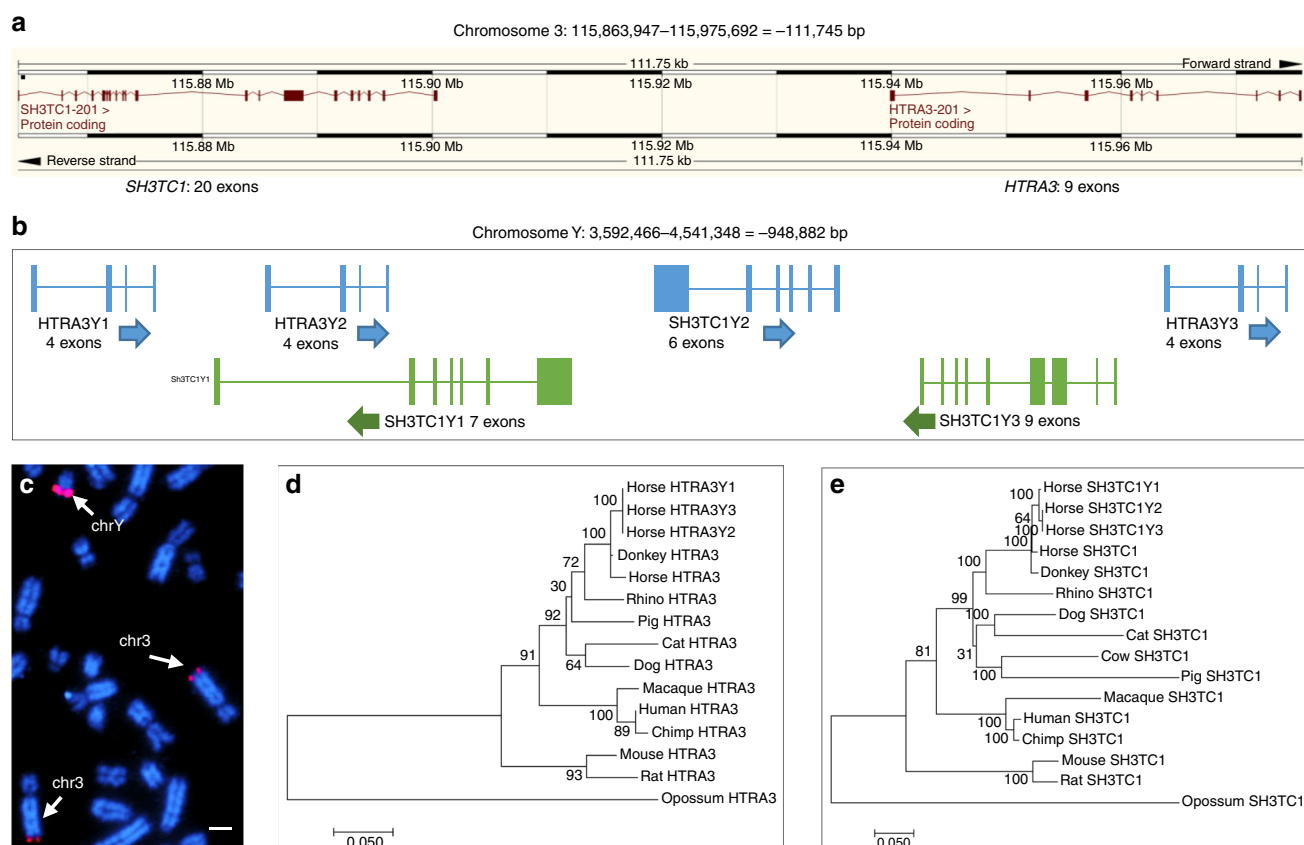 a
Chromosome 3: 115,863,947–115,975,692 = –111,745 bp
111.75 kb
Forward strand
115.88 Mb 115.90 Mb 115.92 Mb 115.94 Mb 115.96 Mb
SH3TC1-201 >
Protein coding
HTRA3-201 >
Protein coding
115.88 Mb 115.90 Mb 115.92 Mb 115.94 Mb 115.96 Mb
Reverse strand
111.75 kb
SH3TC1: 20 exons
HTRA3: 9 exons
b
Chromosome Y: 3,592,466–4,541,348 = –948,882 bp
HTRA3Y1
4 exons
HTRA3Y2
4 exons
SH3TC1Y2
6 exons
HTRA3Y3
4 exons
Sh3TC1Y1
SH3TC1Y1 7 exons
SH3TC1Y3 9 exons
c
chrY
chr3
chr3
d
Horse HTRA3Y1
100
Horse HTRA3Y3
Horse HTRA3Y2
100
Donkey HTRA3
72
Horse HTRA3
30
Rhino HTRA3
92
Pig HTRA3
Cat HTRA3
91
64
Dog HTRA3
Macaque HTRA3
100
Human HTRA3
89
Chimp HTRA3
Mouse HTRA3
93
Rat HTRA3
Opossum HTRA3
0.050
e
Horse SH3TC1Y1
100
Horse SH3TC1Y2
64
100
Horse SH3TC1Y3
100
Horse SH3TC1
100
Donkey SH3TC1
Rhino SH3TC1
99
100
Dog SH3TC1
Cat SH3TC1
81
31
Cow SH3TC1
100
Pig SH3TC1
Macaque SH3TC1
100
Human SH3TC1
100
Chimp SH3TC1
Mouse SH3TC1
100
Rat SH3TC1
Opossum SH3TC1
0.050